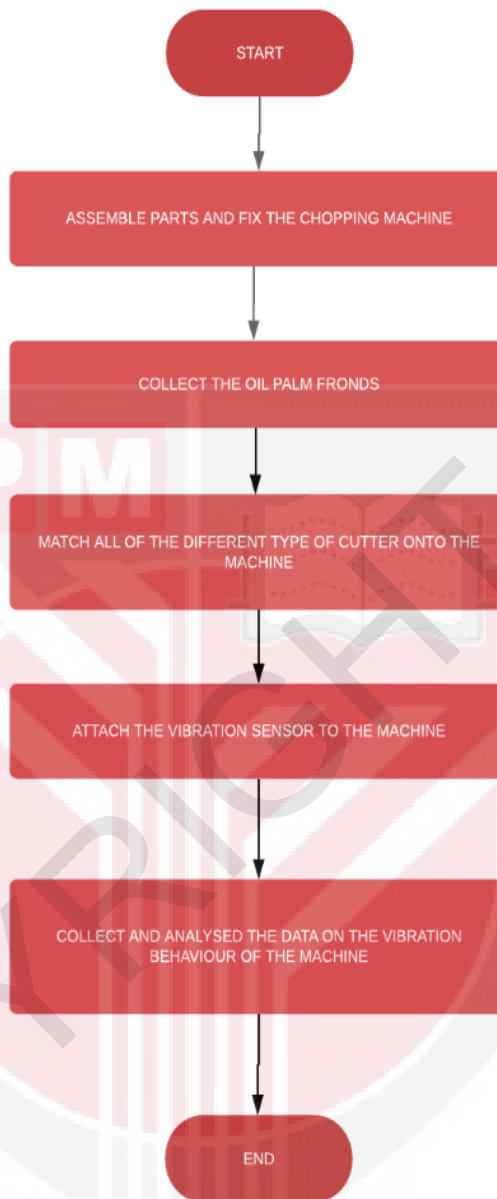 START
ASSEMBLE PARTS AND FIX THE CHOPPING MACHINE
COLLECT THE OIL PALM FRONDS
PM
MATCH ALL OF THE DIFFERENT TYPE OF CUTTER ONTO THE
MACHINE
ATTACH THE VIBRATION SENSOR TO THE MACHINE
COLLECT AND ANALYSED THE DATA ON THE VIBRATION
BEHAVIOUR OF THE MACHINE
END
YRIGHT